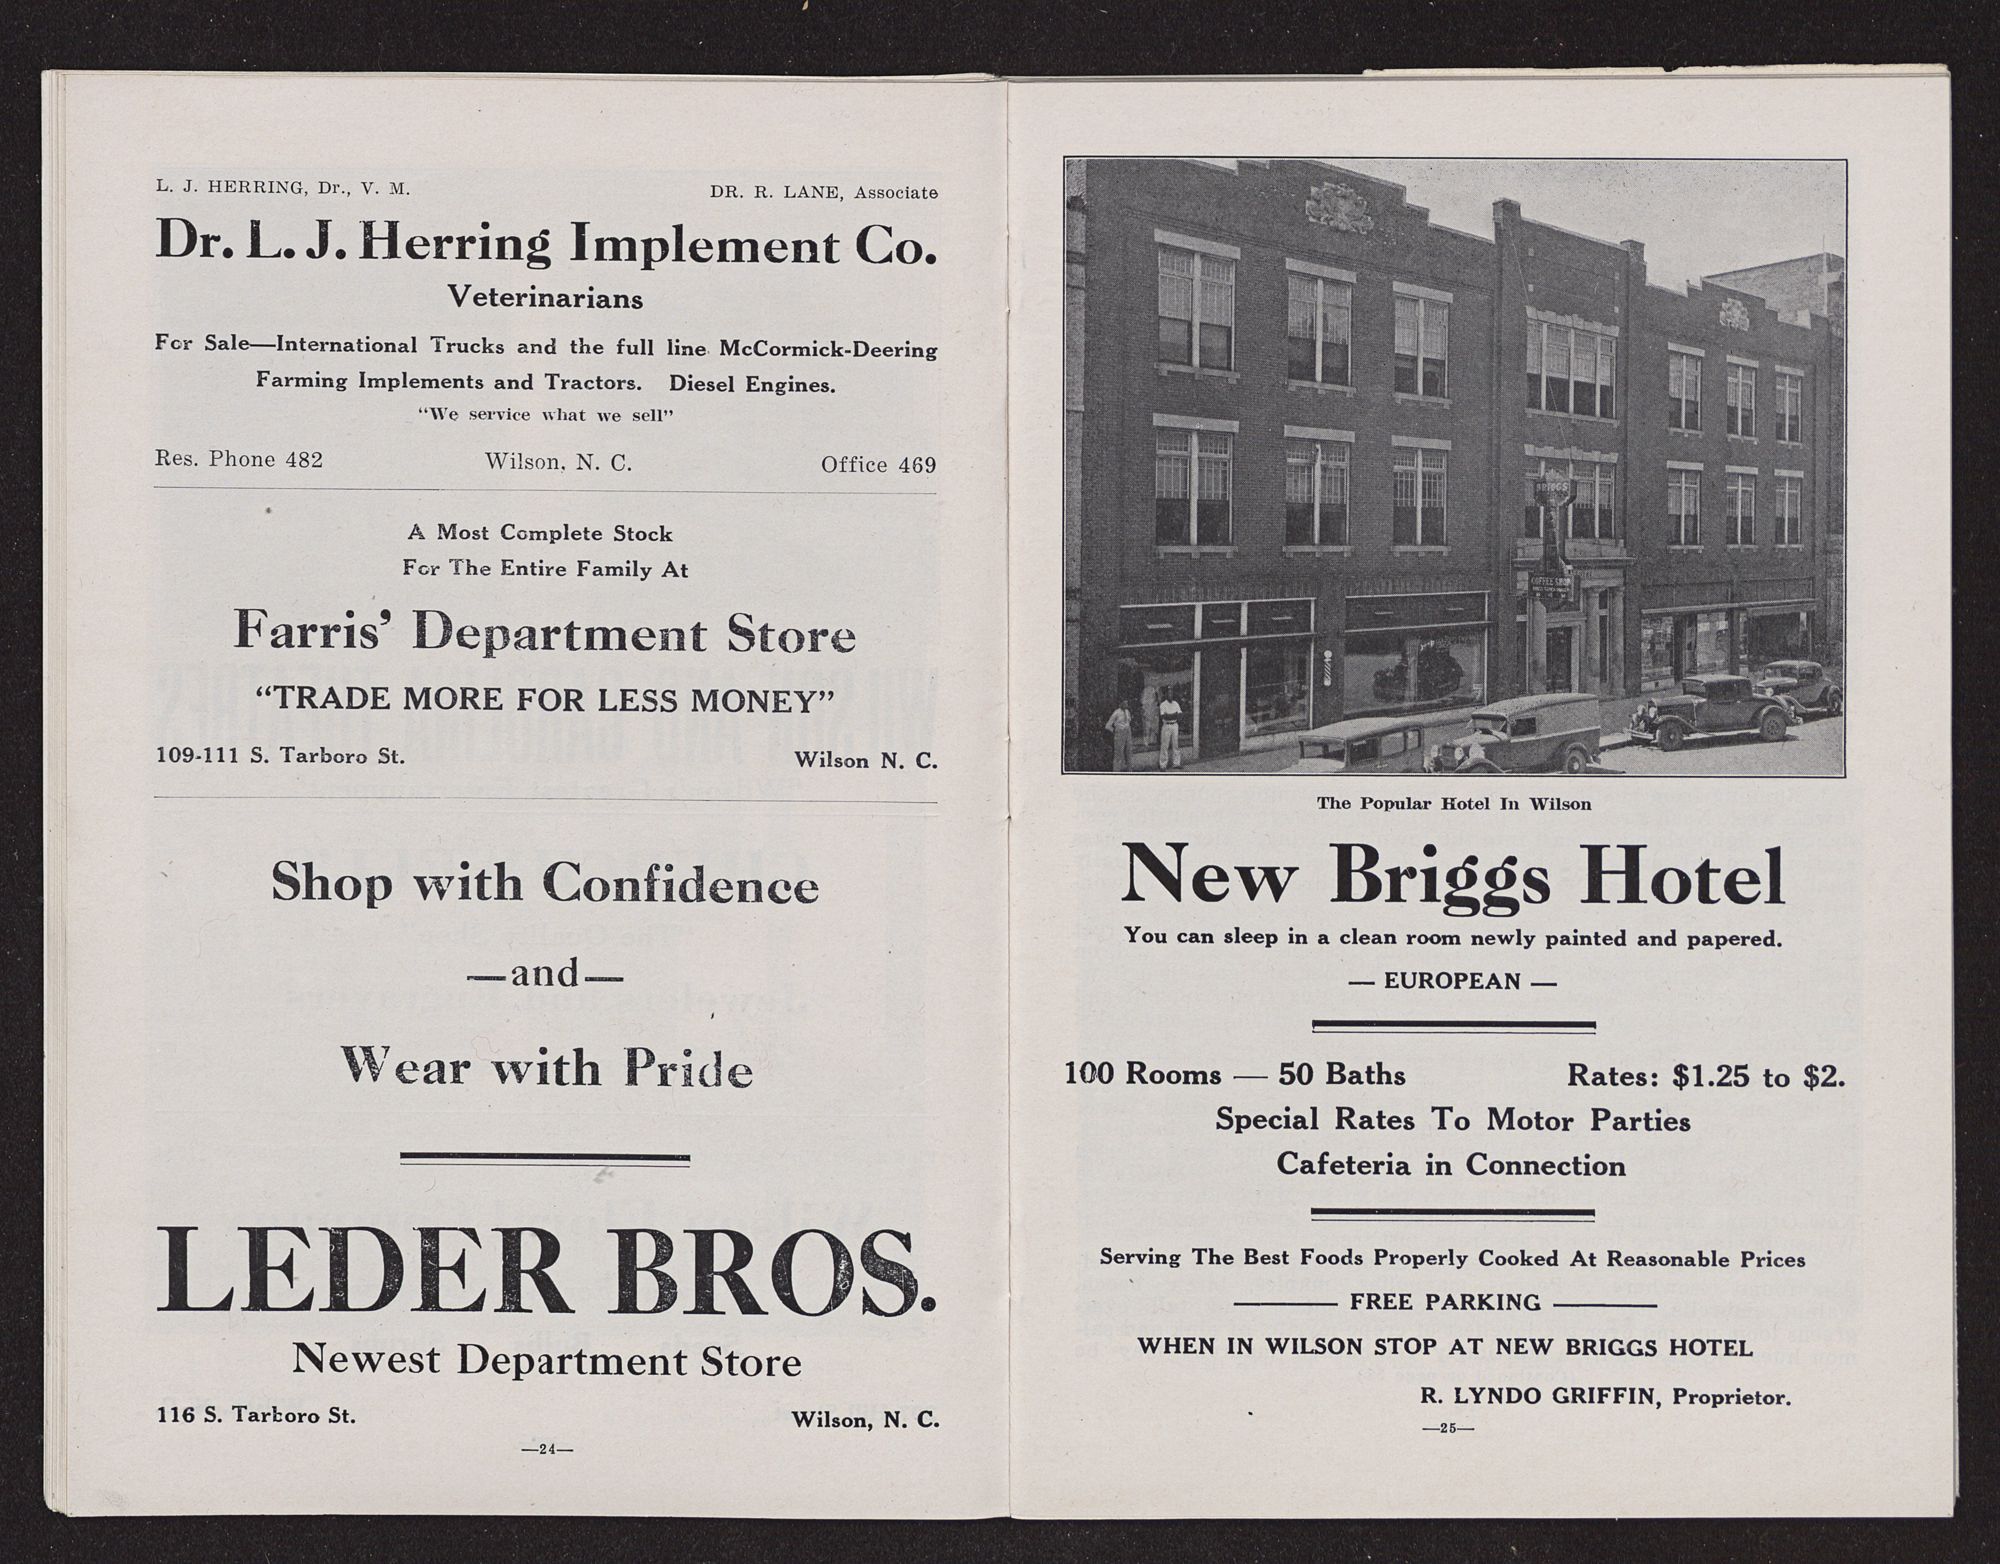 L. J. HERRING, Dr., V. M. DR. R. LANE, Associate
Dr. L. J. Herring Implement Co.
Veterinarians
For Sale—International Trucks and the full line McCormick-Deering
Farming Implements and Tractors. Diesel Engines.
“We service what we sell”
Res. Phone 482 Wilson, N. C. Office 469
A Most Complete Stock
For The Entire Family At
Farris’ Department Store
“TRADE MORE FOR LESS MONEY”
109-111 S. Tarboro St. Wilson N. C.
Shop with Confidence
—and—
Wear with Pride
LEDER BROS.
Newest Department Store
116 S. Tarboro St. Wilson, N. C.
—24—
BRIGGS
COFFEE SHOP
The Popular Hotel In Wilson
New Briggs Hotel
You can sleep in a clean room newly painted and papered.
— EUROPEAN —
100 Rooms — 50 Baths Rates: $1.25 to $2.
Special Rates To Motor Parties
Cafeteria in Connection
Serving The Best Foods Properly Cooked At Reasonable Prices
——— FREE PARKING ———
WHEN IN WILSON STOP AT NEW BRIGGS HOTEL
R. LYNDO GRIFFIN, Proprietor.
—25—